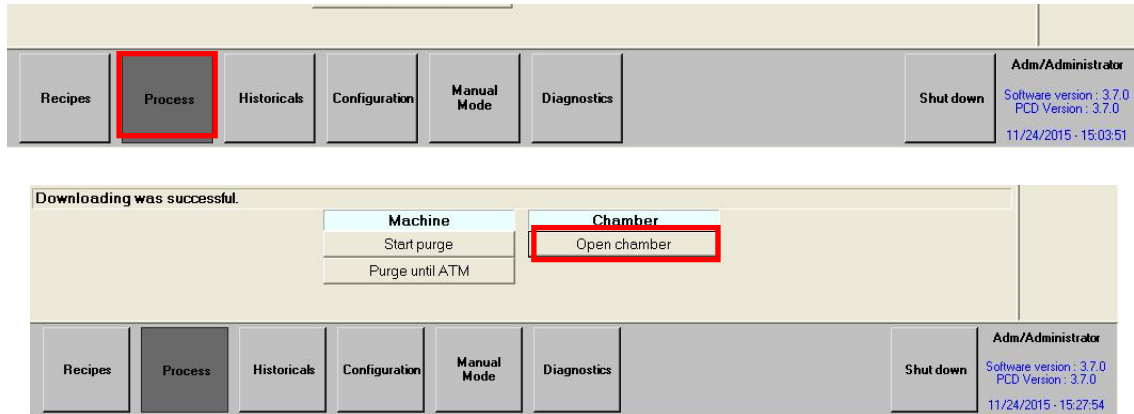 Recipes
Process
Historicals
Configuration
Manual
Mode
Diagnostics
Shut down
Adm/Administrator
Software version : 3.7.0
PCD Version : 3.7.0
11/24/2015 - 15:03:51
Downloading was successful.
Machine
Chamber
Start purge
Open chamber
Purge until ATM
Recipes
Process
Historicals
Configuration
Manual
Mode
Diagnostics
Shut down
Adm/Administrator
Software version : 3.7.0
PCD Version : 3.7.0
11/24/2015 - 15:27:54